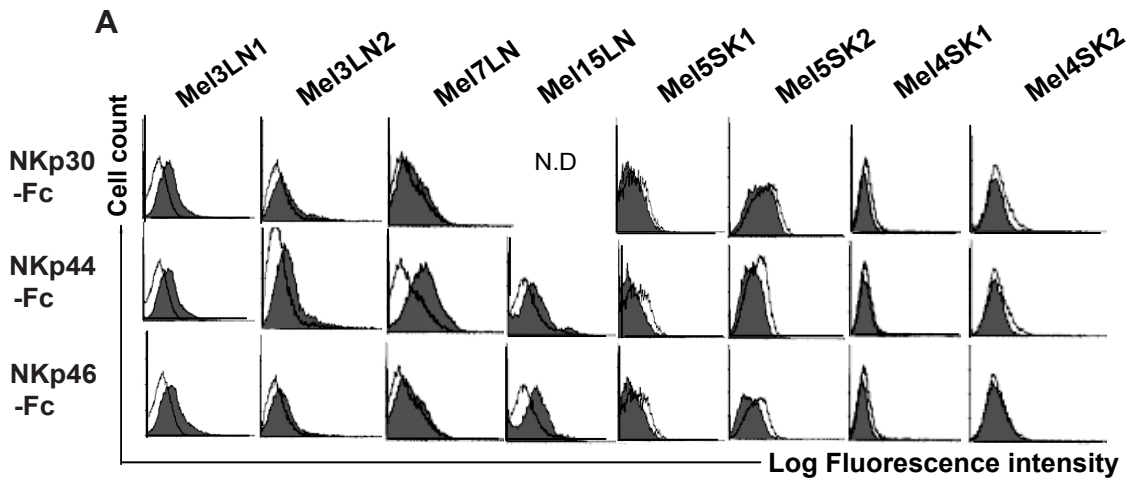 A
Mel3LN1
Mel3LN2
Mel7LN
Mel15LN
Mel5SK1
Mel5SK2
Mel4SK1
Mel4SK2
Cell count
NKp30
-Fc
N.D
NKp44
-Fc
NKp46
-Fc
Log Fluorescence intensity